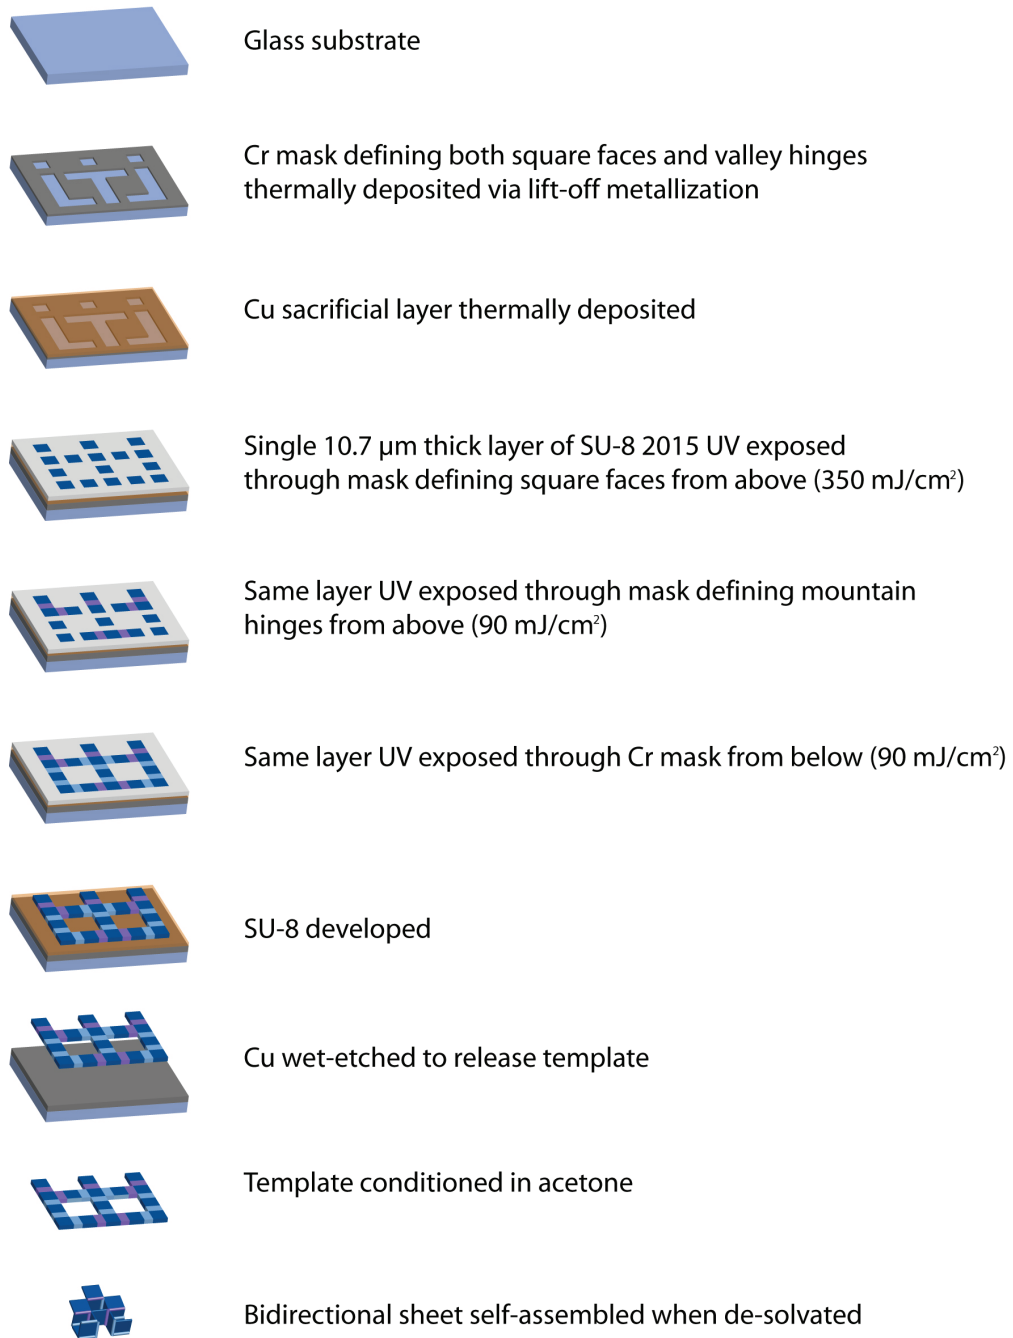 Glass substrate
Cr mask defining both square faces and valley hinges
thermally deposited via lift-off metallization
Cu sacrificial layer thermally deposited
Single 10.7 µm thick layer of SU-8 2015 UV exposed
through mask defining square faces from above (350 mJ/cm²)
Same layer UV exposed through mask defining mountain
hinges from above (90 mJ/cm²)
Same layer UV exposed through Cr mask from below (90 mJ/cm²)
SU-8 developed
Cu wet-etched to release template
Template conditioned in acetone
Bidirectional sheet self-assembled when de-solvated